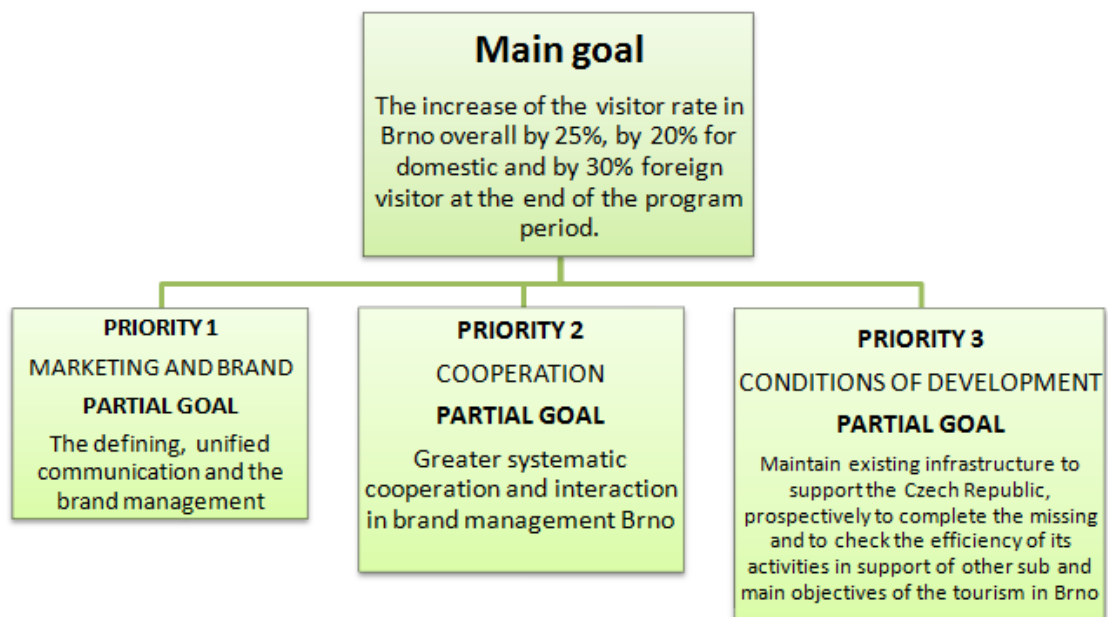 Main goal
The increase of the visitor rate in
Brno overall by 25%, by 20% for
domestic and by 30% foreign
visitor at the end of the program
period.
PRIORITY 1
MARKETING AND BRAND
PARTIAL GOAL
The defining, unified
communication and the
brand management
PRIORITY 2
COOPERATION
PARTIAL GOAL
Greater systematic
cooperation and interaction
in brand management Brno
PRIORITY 3
CONDITIONS OF DEVELOPMENT
PARTIAL GOAL
Maintain existing infrastructure to
support the Czech Republic,
prospectively to complete the missing
and to check the efficiency of its
activities in support of other sub and
main objectives of the tourism in Brno